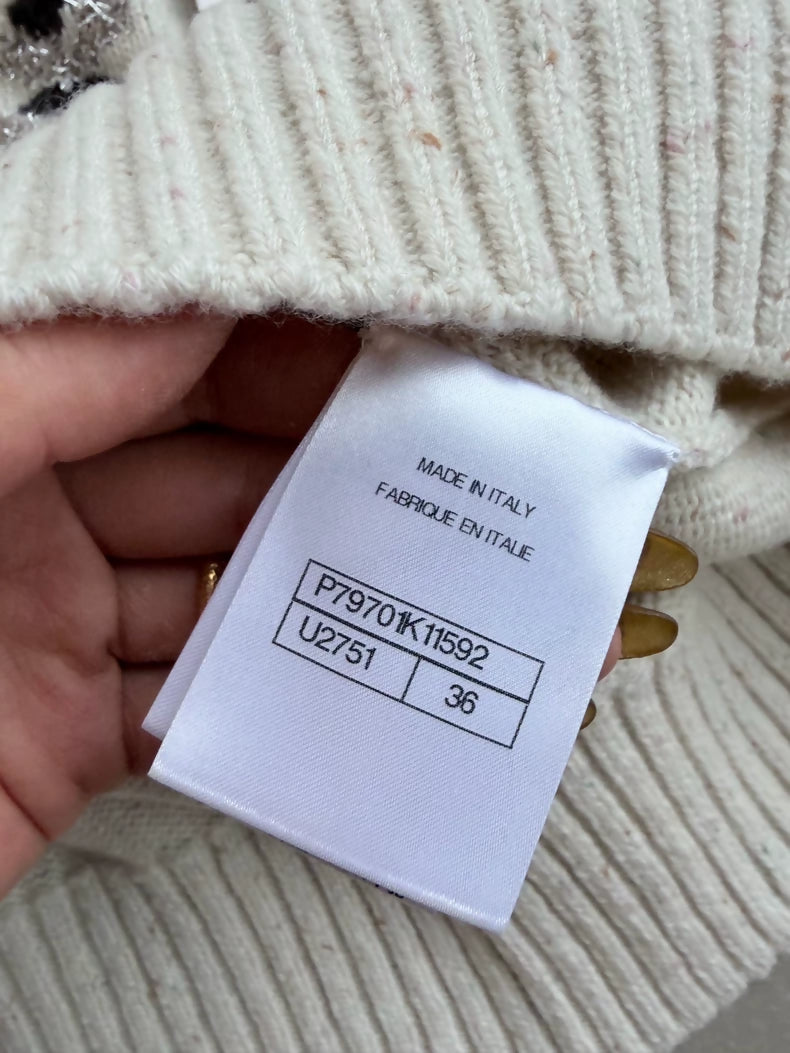 MADE IN ITALY
FABRIQUE EN ITALIE
P79701K11592
U2751 36